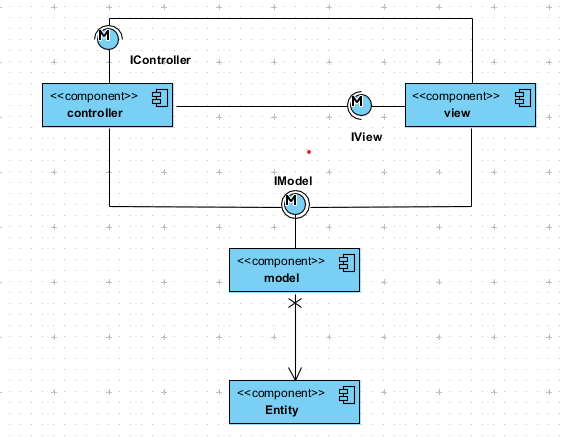 M
IController
<<component>>
controller
M
IView
<<component>>
view
IModel
M
<<component>>
model
<<component>>
Entity